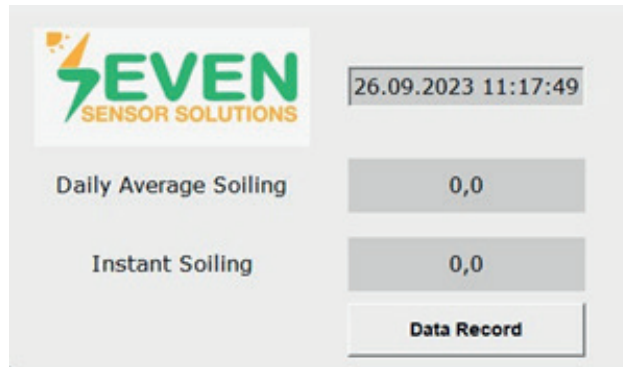 SEVEN
SENSOR SOLUTIONS
26.09.2023 11:17:49
Daily Average Soiling 0,0
Instant Soiling 0,0
Data Record